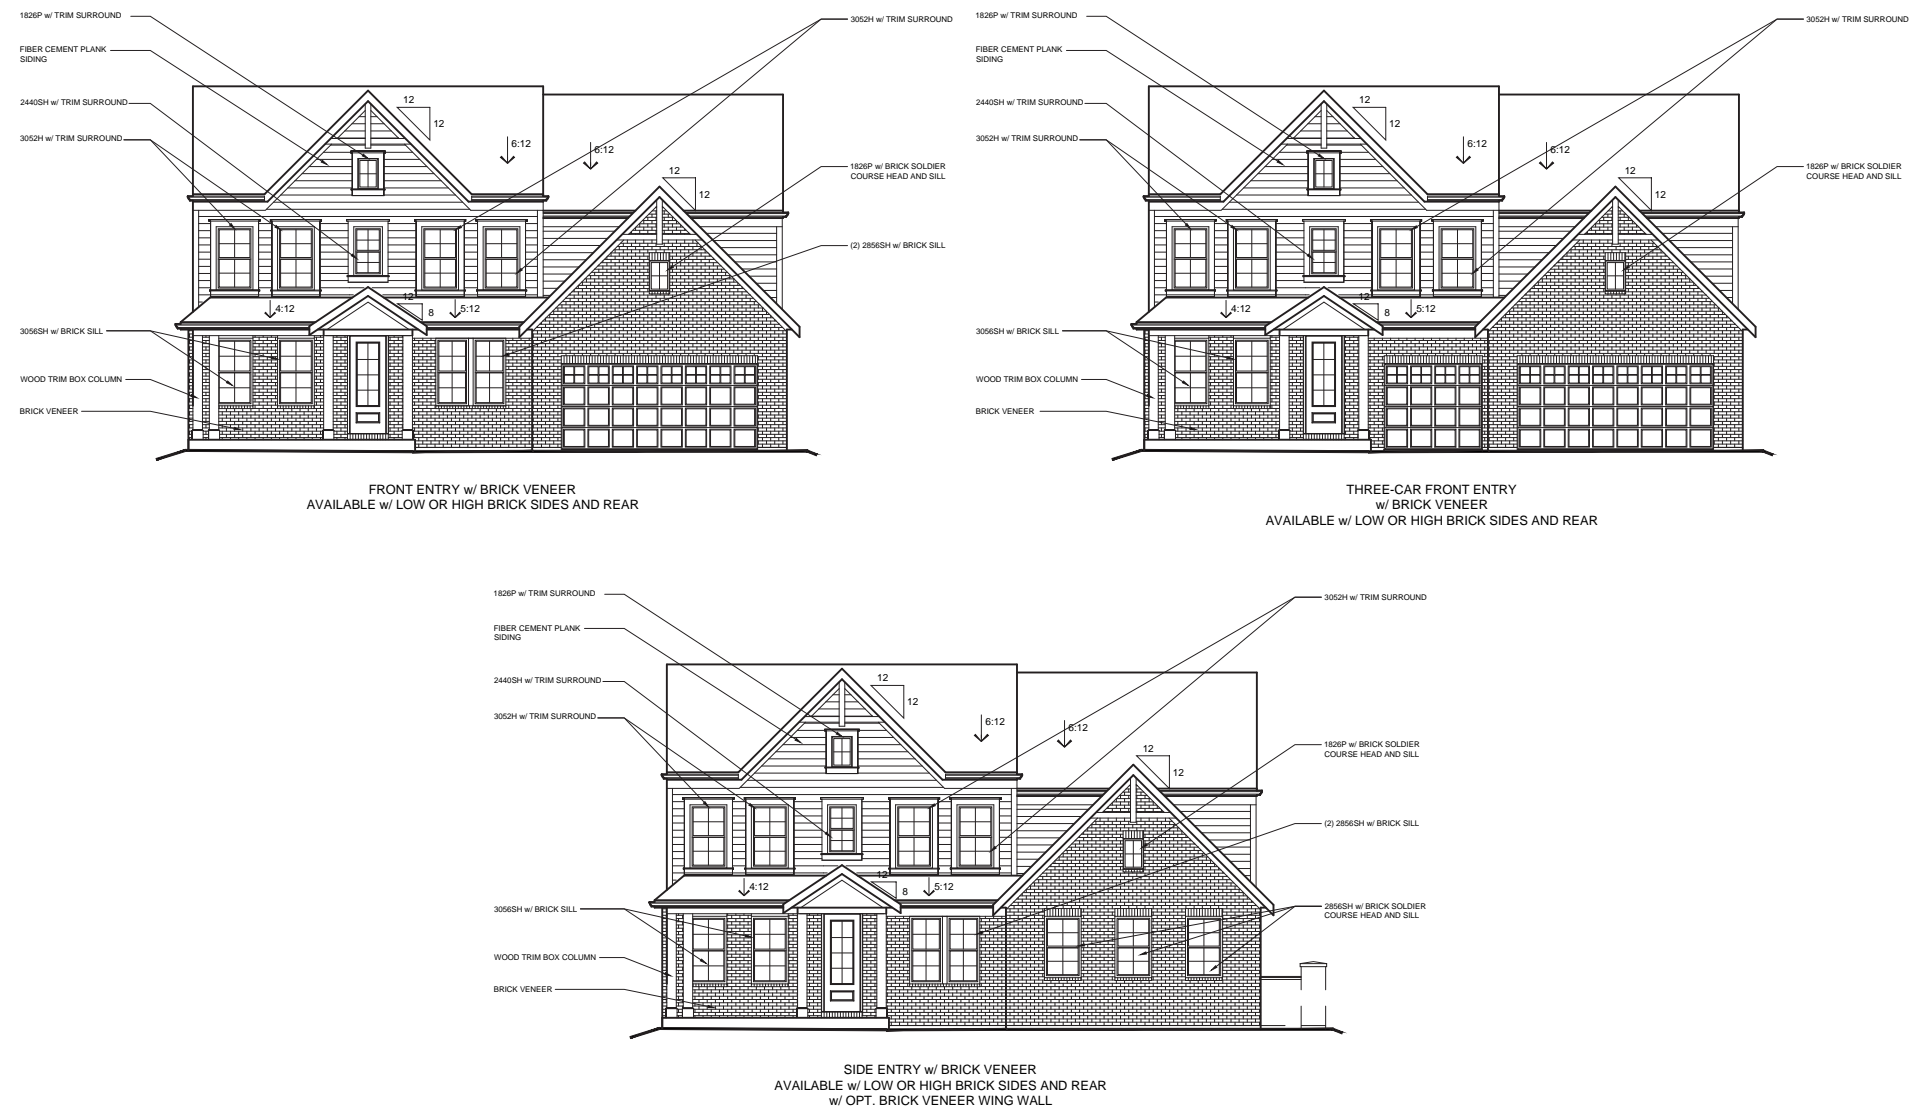 1826P w/ TRIM SURROUND
3052H w/ TRIM SURROUND
FIBER CEMENT PLANK
SIDING
2440SH w/ TRIM SURROUND
3052H w/ TRIM SURROUND
12
12
6:12
6:12
12
12
1826P w/ BRICK SOLDIER
COURSE HEAD AND SILL
(2) 2856SH w/ BRICK SILL
4:12
12
8
5:12
3056SH w/ BRICK SILL
WOOD TRIM BOX COLUMN
BRICK VENEER
FRONT ENTRY w/ BRICK VENEER
AVAILABLE w/ LOW OR HIGH BRICK SIDES AND REAR
1826P w/ TRIM SURROUND
3052H w/ TRIM SURROUND
FIBER CEMENT PLANK
SIDING
2440SH w/ TRIM SURROUND
3052H w/ TRIM SURROUND
12
12
6:12
6:12
12
12
1826P w/ BRICK SOLDIER
COURSE HEAD AND SILL
4:12
12
8
5:12
3056SH w/ BRICK SILL
WOOD TRIM BOX COLUMN
BRICK VENEER
THREE-CAR FRONT ENTRY
w/ BRICK VENEER
AVAILABLE w/ LOW OR HIGH BRICK SIDES AND REAR
1826P w/ TRIM SURROUND
3052H w/ TRIM SURROUND
FIBER CEMENT PLANK
SIDING
2440SH w/ TRIM SURROUND
3052H w/ TRIM SURROUND
12
12
6:12
6:12
12
12
1826P w/ BRICK SOLDIER
COURSE HEAD AND SILL
(2) 2856SH w/ BRICK SILL
4:12
12
8
5:12
3056SH w/ BRICK SILL
2856SH w/ BRICK SOLDIER
COURSE HEAD AND SILL
WOOD TRIM BOX COLUMN
BRICK VENEER
SIDE ENTRY w/ BRICK VENEER
AVAILABLE w/ LOW OR HIGH BRICK SIDES AND REAR
w/ OPT. BRICK VENEER WING WALL